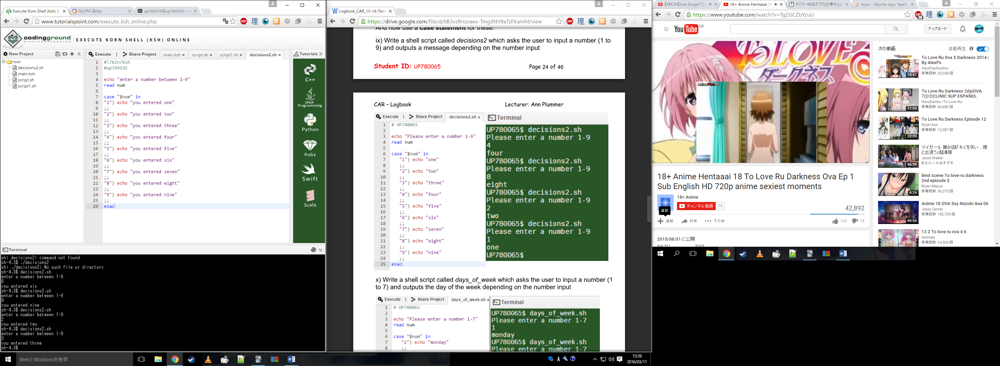 Execute Korn Shell (ksh) O
MyVM (Beta)
up769535@up769535: ~/
www.tutorialspoint.com/execute_ksh_online.php
codingground
SIMPLYEASYCODING
EXECUTE KORN SHELL (KSH) ONLINE
New Project
Execute | Share Project
main.ksh
script.sh
script1.sh
decisions2.sh
Tutorials
root
decisions2.sh
main.ksh
script.sh
script1.sh
1 #!/bin/ksh
2 #up769535
3
4 echo "enter a number between 1-9"
5 read num
6
7 case "$num" in
8 "1") echo "you entered one"
9 ;;
10 "2") echo "you entered two"
11 ;;
12 "3") echo "you entered three"
13 ;;
14 "4") echo "you entered four"
15 ;;
16 "5") echo "you entered five"
17 ;;
18 "6") echo "you entered six"
19 ;;
20 "7") echo "you entered seven"
21 ;;
22 "8") echo "you entered eight"
23 ;;
24 "9") echo "you entered nine"
25 ;;
26 esac
C++
JAVA
Programming
Python
Ruby
Swift
Scala
Terminal
sh: decisions2: command not found
sh-4.3$ ./decisions2
sh: ./decisions2: No such file or directory
sh-4.3$ decisions2.sh
enter a number between 1-9
6
you entered six
sh-4.3$ decisions2.sh
enter a number between 1-9
9
you entered nine
sh-4.3$ decisions2.sh
enter a number between 1-9
2
you entered two
sh-4.3$ decisions2.sh
enter a number between 1-9
3
you entered three
sh-4.3$
WebとWindowsを検索
Logbook_CAR_15-16-Term
https://drive.google.com/file/d/0B3vzRnzoaex-Tmg3NV9aTzFKamM/view
And now use a case statement for these:
ix) Write a shell script called decisions2 which asks the user to input a number (1 to
9) and outputs a message depending on the number input
Student ID: UP780065
Page 24 of 46
CAR – Logbook
Lecturer: Ann Plummer
Execute | Share Project
decisions2.sh
1 # UP780065
2
3 echo "Please enter a number 1-9"
4 read num
5
6 case "$num" in
7 "1") echo "one"
8 ;;
9 "2") echo "two"
10 ;;
11 "3") echo "three"
12 ;;
13 "4") echo "four"
14 ;;
15 "5") echo "five"
16 ;;
17 "6") echo "six"
18 ;;
19 "7") echo "seven"
20 ;;
21 "8") echo "eight"
22 ;;
23 "9") echo "nine"
24 ;;
25 esac
Terminal
UP780065$ decisions2.sh
Please enter a number 1-9
4
four
UP780065$ decisions2.sh
Please enter a number 1-9
8
eight
UP780065$ decisions2.sh
Please enter a number 1-9
2
two
UP780065$ decisions2.sh
Please enter a number 1-9
1
one
UP780065$
x) Write a shell script called days_of_week which asks the user to input a number (1
to 7) and outputs the day of the week depending on the number input
Execute | Share Project
days_of_week.sh
1 # UP780065
2
3 echo "Please enter a number 1-7"
4 read num
5
6 case "$num" in
7 "1") echo "monday"
8 ;;
Terminal
UP780065$ days_of_week.sh
Please enter a number 1-7
1
monday
UP780065$ days_of_week.sh
Please enter a number 1-7
15:59
2016/03/11
【MICHI】2nd Single「Ch
18+ Anime Hentaaai 18
タイマーWEBアプリ|仕事から
linux - Ubuntu says "bash:
https://www.youtube.com/watch?v=TgZGCZbYzuU
ABP
20
YouTube GB
アップロード
To LOVE
ダークネス
AnimePlus.TV
18+ Anime Hentaaai 18 To Love Ru Darkness Ova Ep 1
Sub English HD 720p anime sexiest moments
18+ Anime
チャンネル登録 71
追加
42,892
追加
共有
その他
112
15
2015/08/31 に公開
カテゴリ ブログ
次の動画
自動再生
To Love Ru Ova 5 Darkness 2014 |
By AlexPs
AlexPlayStudios
視聴回数 33,358 回
18:47
To Love Ru Darkness 2da|OVA
7|2/2|CLINIC SUP ESPAÑOL
HaruDarcks •To Love Ru•
視聴回数 66,680 回
11:53
To Love Ru Darkness Episode 12
Ryuki Ken
視聴回数 13,387 回
20:09
マイガール 第01話「キミを失い...娘
と出逢う」超清版
Jared Walker
あなたへのおすすめ
56:39
Best scene To love-ru darkness
2nd episode 5
Riyan Mayuri
視聴回数 36,375 回
4:24
Anime 18 OVA Sxy Nozoki Ana 06
Jessy Cemal
視聴回数 182,709 回
48:54
13 2 To love ru ova 4 6
Animals
視聴回数 14,509 回